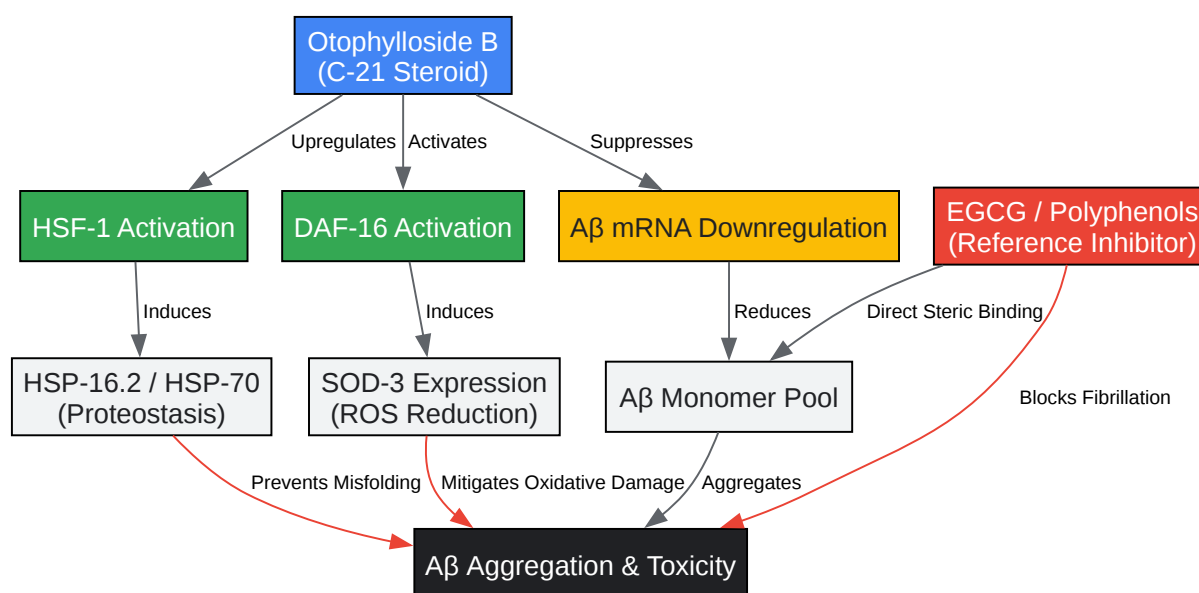 Otophylloside B
(C-21 Steroid)
Upregulates
Activates
Suppresses
HSF-1 Activation
DAF-16 Activation
Aβ mRNA Downregulation
EGCG / Polyphenols
(Reference Inhibitor)
Induces
Induces
Reduces
Direct Steric Binding
HSP-16.2 / HSP-70
(Proteostasis)
SOD-3 Expression
(ROS Reduction)
Aβ Monomer Pool
Blocks Fibrillation
Prevents Misfolding
Mitigates Oxidative Damage
Aggregates
Aβ Aggregation & Toxicity